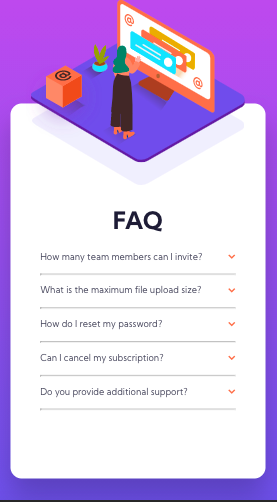 FAQ
How many team members can I invite?
What is the maximum file upload size?
How do I reset my password?
Can I cancel my subscription?
Do you provide additional support?